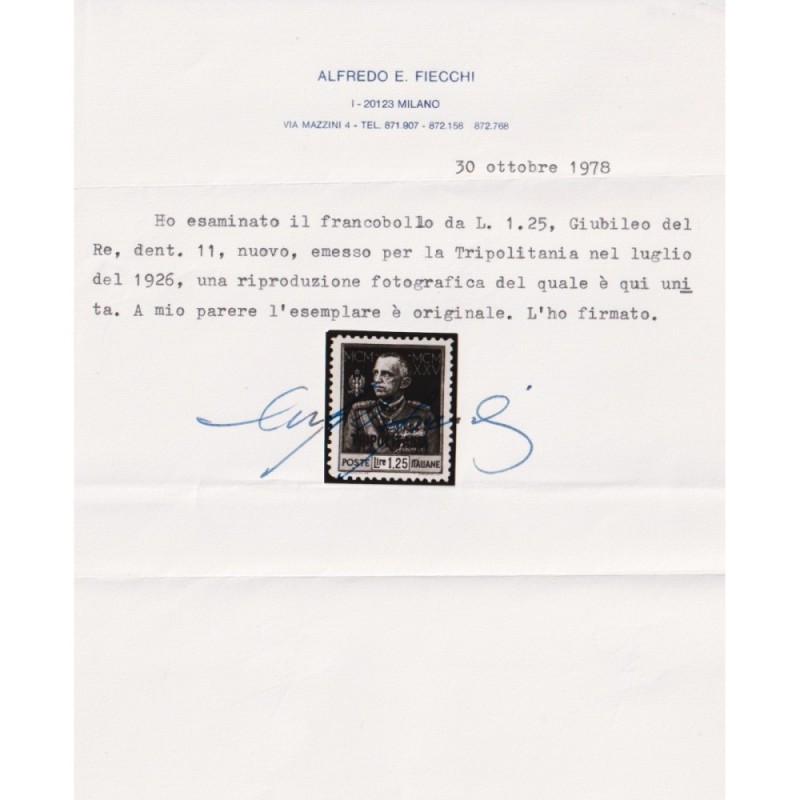 ALFREDO E. FIECCHI
I - 20123 MILANO
VIA MAZZINI 4 - TEL. 871.907 - 872.156 872.768
30 ottobre 1978
Ho esaminato il francobollo da L. 1.25, Giubileo del
Re, dent. 11, nuovo, emesso per la Tripolitania nel luglio
del 1926, una riproduzione fotografica del quale è qui uni
ta. A mio parere l'esemplare è originale. L'ho firmato.
MCM MCM
XXV
POSTE Lire 1,25 ITALIANE